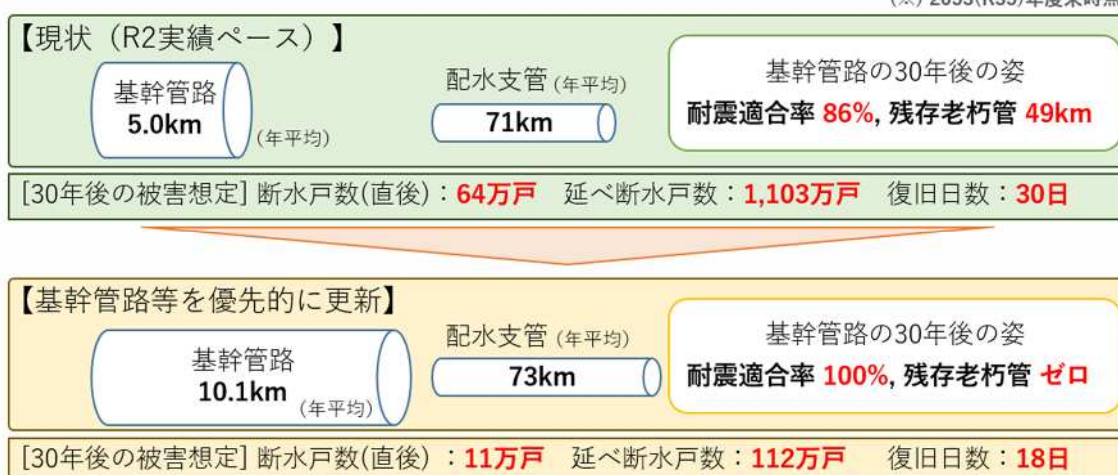 【現状（R2実績ペース）】
基幹管路
5.0km
(年平均)
配水支管 (年平均)
71km
基幹管路の30年後の姿
耐震適合率 86%, 残存老朽管 49km
[30年後の被害想定] 断水戸数(直後)：64万戸 延べ断水戸数：1,103万戸 復旧日数：30日
【基幹管路等を優先的に更新】
基幹管路
10.1km
(年平均)
配水支管 (年平均)
73km
基幹管路の30年後の姿
耐震適合率 100%, 残存老朽管 ゼロ
[30年後の被害想定] 断水戸数(直後) ：11万戸 延べ断水戸数：112万戸 復旧日数：18日